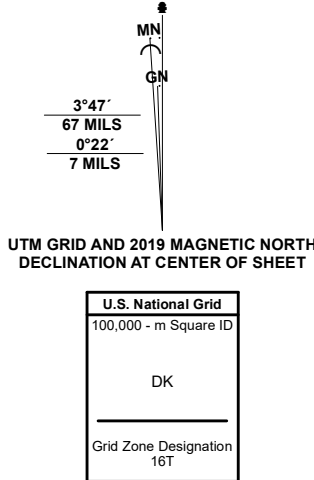 MN
GN
3°47´
67 MILS
0°22´
7 MILS
UTM GRID AND 2019 MAGNETIC NORTH
DECLINATION AT CENTER OF SHEET
U.S. National Grid
100,000 - m Square ID
DK
Grid Zone Designation
16T